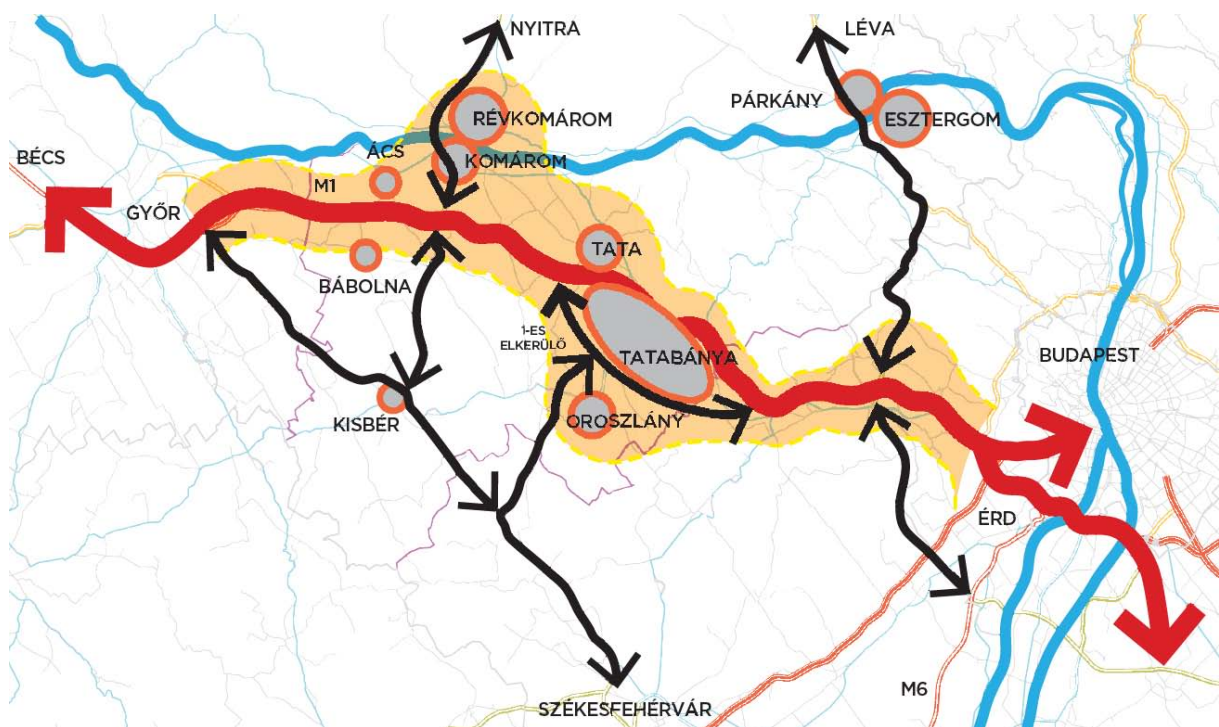 NYITRA
LÉVA
PÁRKÁNY
RÉVKOMÁROM
ESZTERGOM
BÉCS
ÁCS
KOMÁROM
M1
GYŐR
TATA
BÁBOLNA
1-ES
ELKERÜLŐ
TATABÁNYA
BUDAPEST
KISBÉR
OROSZLÁNY
ÉRD
M6
SZÉKESFEHÉRVÁR